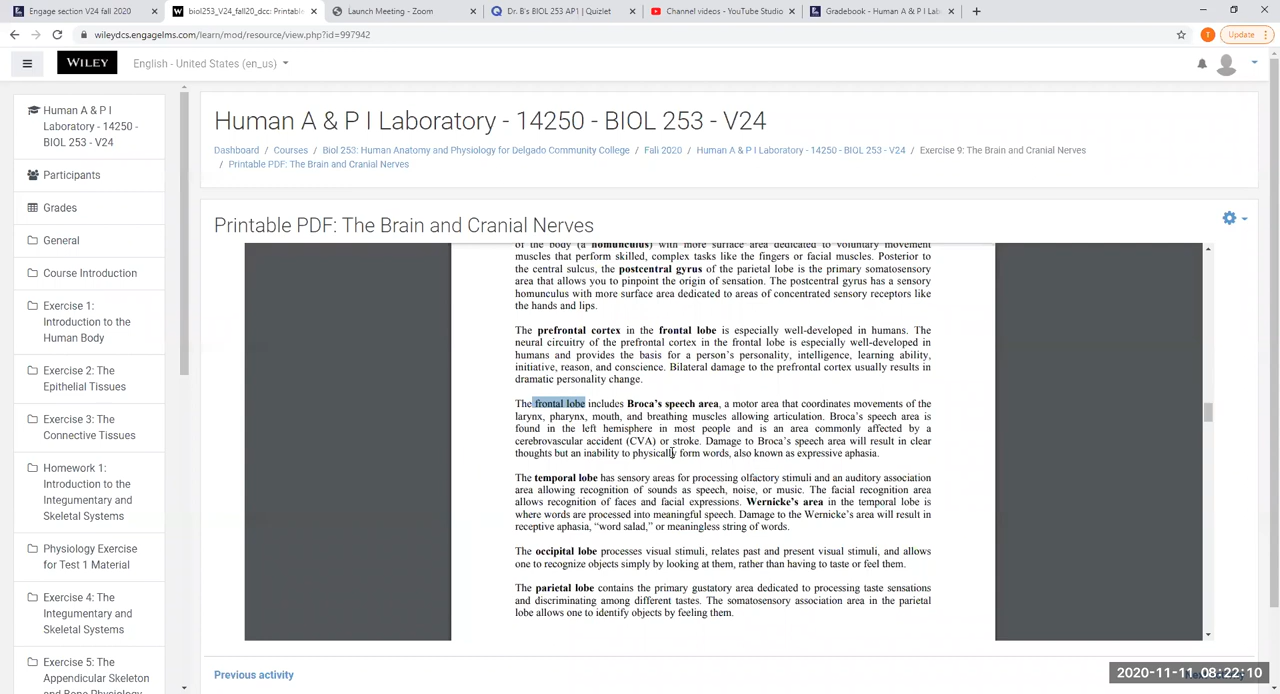 Engage section V24 fall 2020
biol253_V24_fall20_dcc: Printable
Launch Meeting - Zoom
Dr. B's BIOL 253 AP1 | Quizlet
Channel videos - YouTube Studio
Gradebook - Human A & P I Lab
wileydcs.engagelms.com/learn/mod/resource/view.php?id=997942
T
Update
WILEY
English - United States (en_us)
Human A & P I
Laboratory - 14250 -
BIOL 253 - V24
Participants
Grades
General
Course Introduction
Exercise 1:
Introduction to the
Human Body
Exercise 2: The
Epithelial Tissues
Exercise 3: The
Connective Tissues
Homework 1:
Introduction to the
Integumentary and
Skeletal Systems
Physiology Exercise
for Test 1 Material
Exercise 4: The
Integumentary and
Skeletal Systems
Exercise 5: The
Appendicular Skeleton
and Bone Physiology
Human A & P I Laboratory - 14250 - BIOL 253 - V24
Dashboard / Courses / Biol 253: Human Anatomy and Physiology for Delgado Community College / Fall 2020 / Human A & P I Laboratory - 14250 - BIOL 253 - V24 / Exercise 9: The Brain and Cranial Nerves
/ Printable PDF: The Brain and Cranial Nerves
Printable PDF: The Brain and Cranial Nerves
of the body (a homunculus) with more surface area dedicated to voluntary movement
muscles that perform skilled, complex tasks like the fingers or facial muscles. Posterior to
the central sulcus, the postcentral gyrus of the parietal lobe is the primary somatosensory
area that allows you to pinpoint the origin of sensation. The postcentral gyrus has a sensory
homunculus with more surface area dedicated to areas of concentrated sensory receptors like
the hands and lips.
The prefrontal cortex in the frontal lobe is especially well-developed in humans. The
neural circuitry of the prefrontal cortex in the frontal lobe is especially well-developed in
humans and provides the basis for a person's personality, intelligence, learning ability,
initiative, reason, and conscience. Bilateral damage to the prefrontal cortex usually results in
dramatic personality change.
The frontal lobe includes Broca's speech area, a motor area that coordinates movements of the
larynx, pharynx, mouth, and breathing muscles allowing articulation. Broca's speech area is
found in the left hemisphere in most people and is an area commonly affected by a
cerebrovascular accident (CVA) or stroke. Damage to Broca's speech area will result in clear
thoughts but an inability to physically form words, also known as expressive aphasia.
The temporal lobe has sensory areas for processing olfactory stimuli and an auditory association
area allowing recognition of sounds as speech, noise, or music. The facial recognition area
allows recognition of faces and facial expressions. Wernicke's area in the temporal lobe is
where words are processed into meaningful speech. Damage to the Wernicke's area will result in
receptive aphasia, "word salad," or meaningless string of words.
The occipital lobe processes visual stimuli, relates past and present visual stimuli, and allows
one to recognize objects simply by looking at them, rather than having to taste or feel them.
The parietal lobe contains the primary gustatory area dedicated to processing taste sensations
and discriminating among different tastes. The somatosensory association area in the parietal
lobe allows one to identify objects by feeling them.
Previous activity
2020-11-11 08:22:10